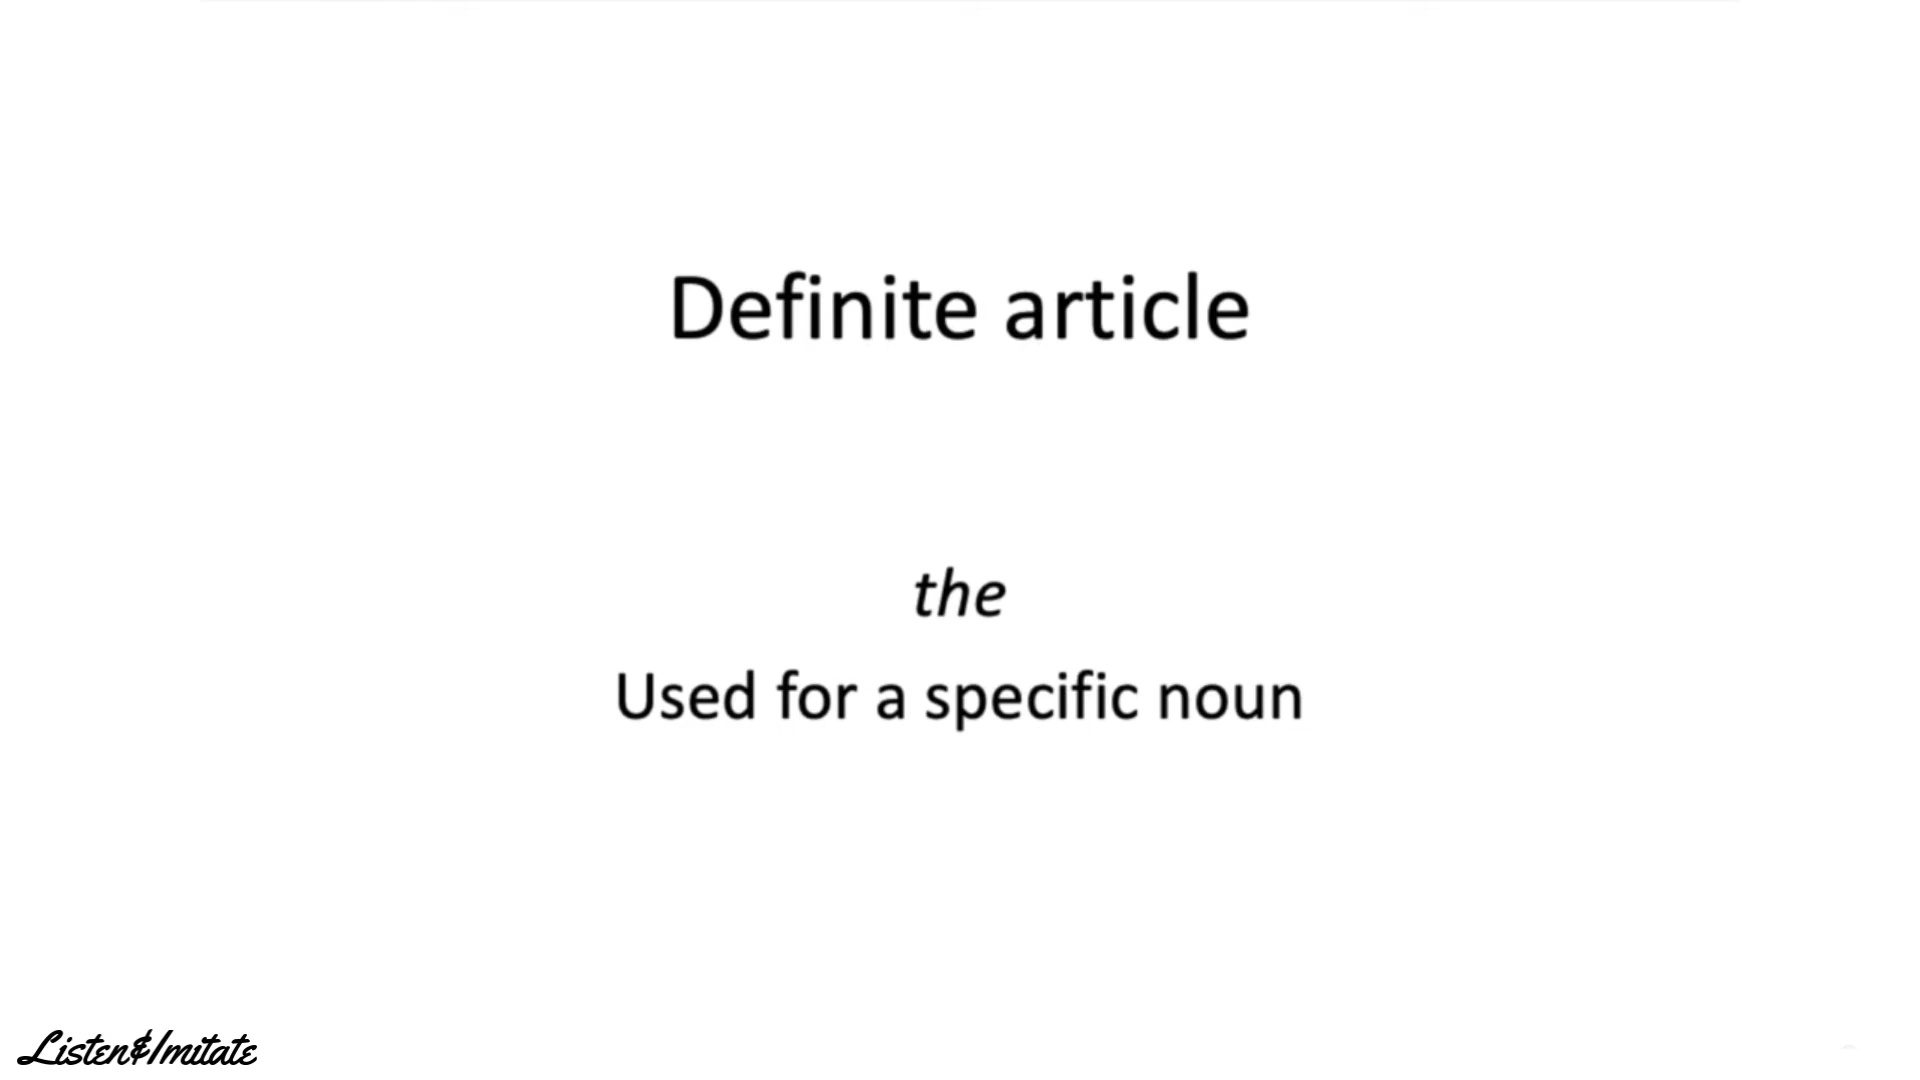 Definite article
the
Used for a specific noun
Listen&Imitate